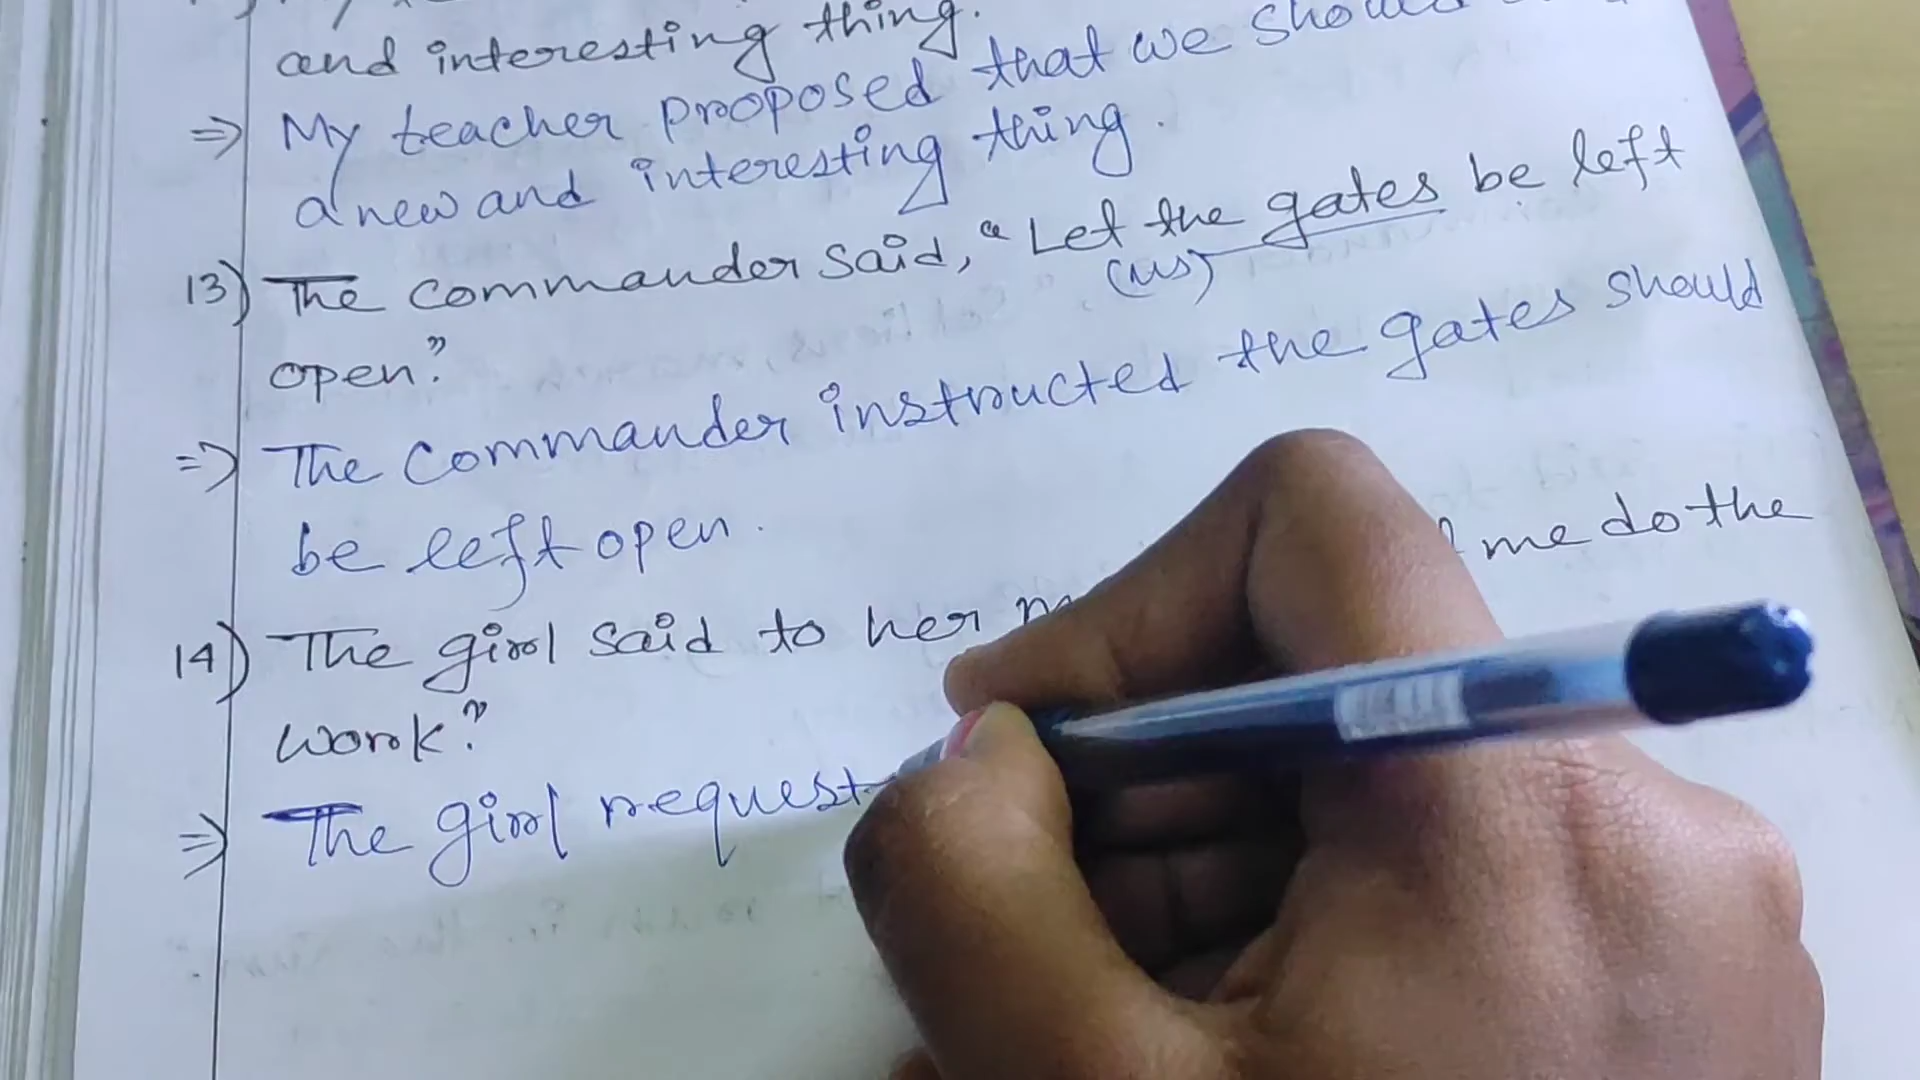 and interesting thing.
=> My teacher proposed that we should
a new and interesting thing.
13) The commander said, "Let the gates be left
(NS)
open."
=> The commander instructed the gates should
be left open.
14) The girl said to her me do the
work."
=> The girl request